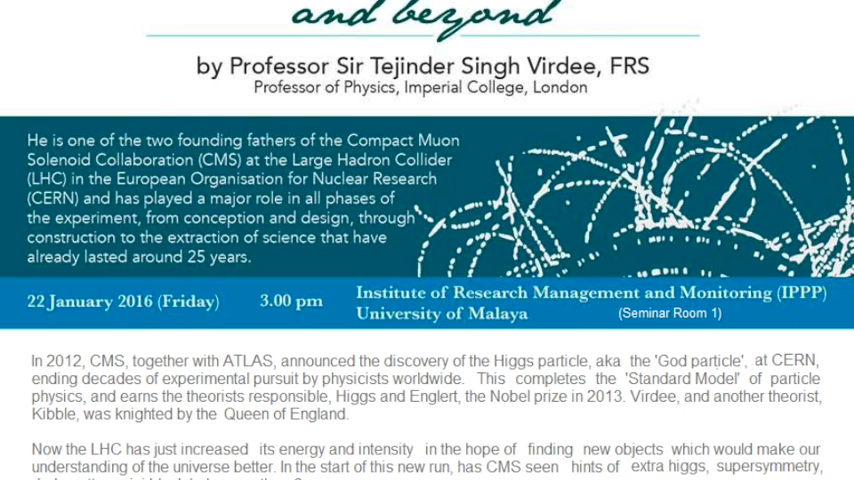 and beyond
by Professor Sir Tejinder Singh Virdee, FRS
Professor of Physics, Imperial College, London
He is one of the two founding fathers of the Compact Muon
Solenoid Collaboration (CMS) at the Large Hadron Collider
(LHC) in the European Organisation for Nuclear Research
(CERN) and has played a major role in all phases of
the experiment, from conception and design, through
construction to the extraction of science that have
already lasted around 25 years.
22 January 2016 (Friday) 3.00 pm Institute of Research Management and Monitoring (IPPP)
University of Malaya (Seminar Room 1)
In 2012, CMS, together with ATLAS, announced the discovery of the Higgs particle, aka the 'God particle', at CERN,
ending decades of experimental pursuit by physicists worldwide. This completes the 'Standard Model' of particle
physics, and earns the theorists responsible, Higgs and Englert, the Nobel prize in 2013. Virdee, and another theorist,
Kibble, was knighted by the Queen of England.
Now the LHC has just increased its energy and intensity in the hope of finding new objects which would make our
understanding of the universe better. In the start of this new run, has CMS seen hints of extra higgs, supersymmetry,